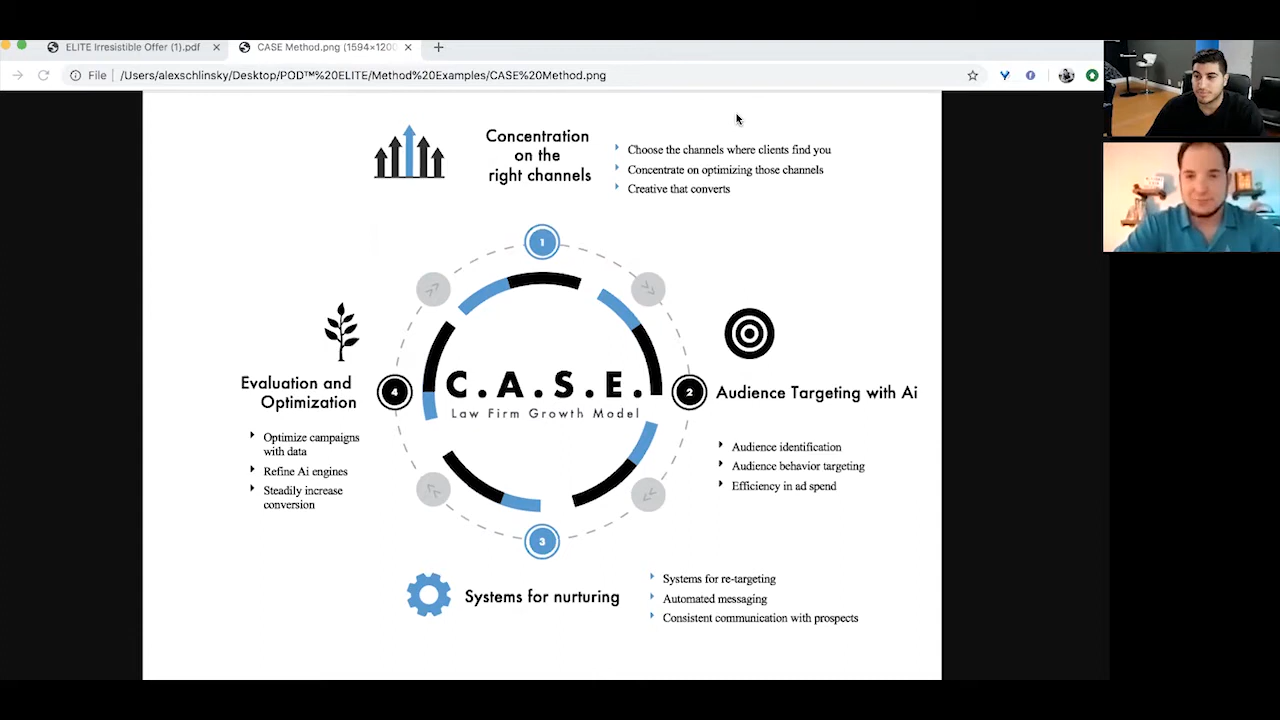 ELITE Irresistible Offer (1).pdf
CASE Method.png (1594×1200
File
/Users/alexschlinsky/Desktop/POD™%20ELITE/Method%20Examples/CASE%20Method.png
Concentration
on the
right channels
Choose the channels where clients find you
Concentrate on optimizing those channels
Creative that converts
1
Evaluation and
Optimization
4
C.A.S.E.
Law Firm Growth Model
2
Audience Targeting with Ai
Optimize campaigns
with data
Refine Ai engines
Steadily increase
conversion
Audience identification
Audience behavior targeting
Efficiency in ad spend
3
Systems for nurturing
Systems for re-targeting
Automated messaging
Consistent communication with prospects